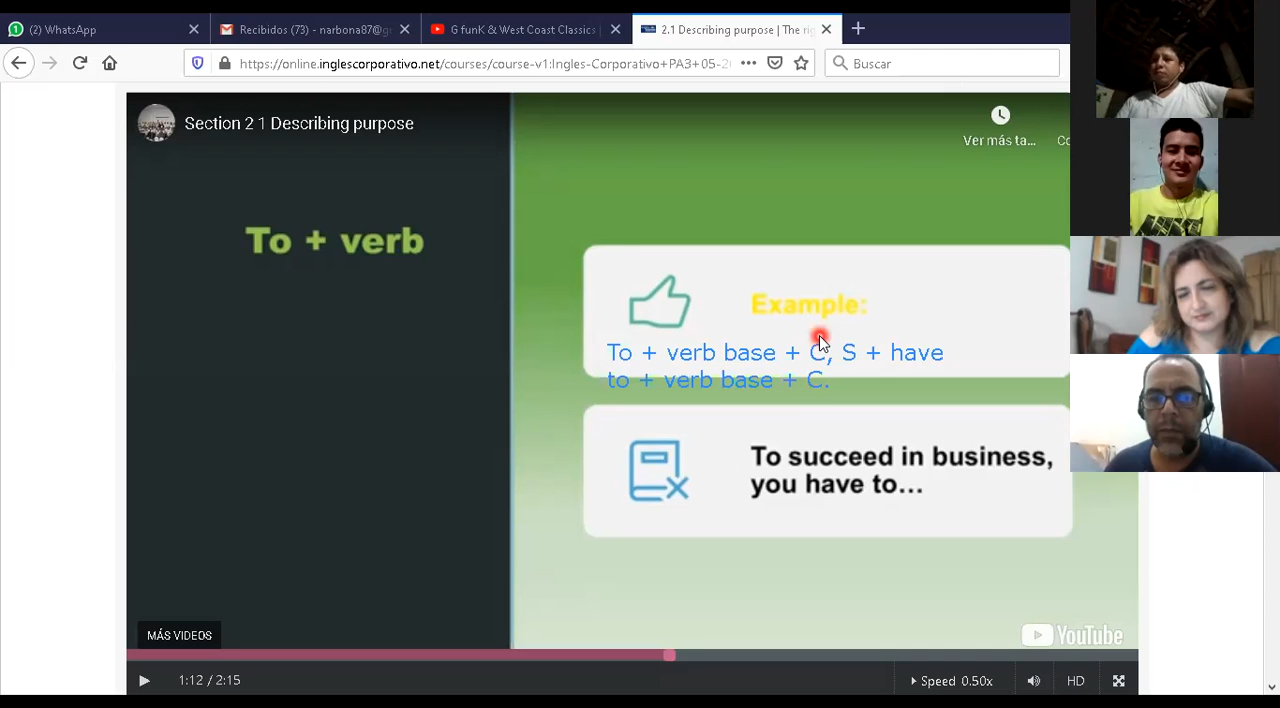 (2) WhatsApp
Recibidos (73) - narbona87@g
G funK & West Coast Classics |
2.1 Describing purpose | The ri
https://online.inglescorporativo.net/courses/course-v1:Ingles-Corporativo+PA3+05-2
Buscar
Section 2 1 Describing purpose
Ver más ta...
Co
To + verb
Example:
To + verb base + C, S + have
to + verb base + C.
To succeed in business,
you have to...
MÁS VIDEOS
YouTube
1:12 / 2:15
Speed 0.50x
HD